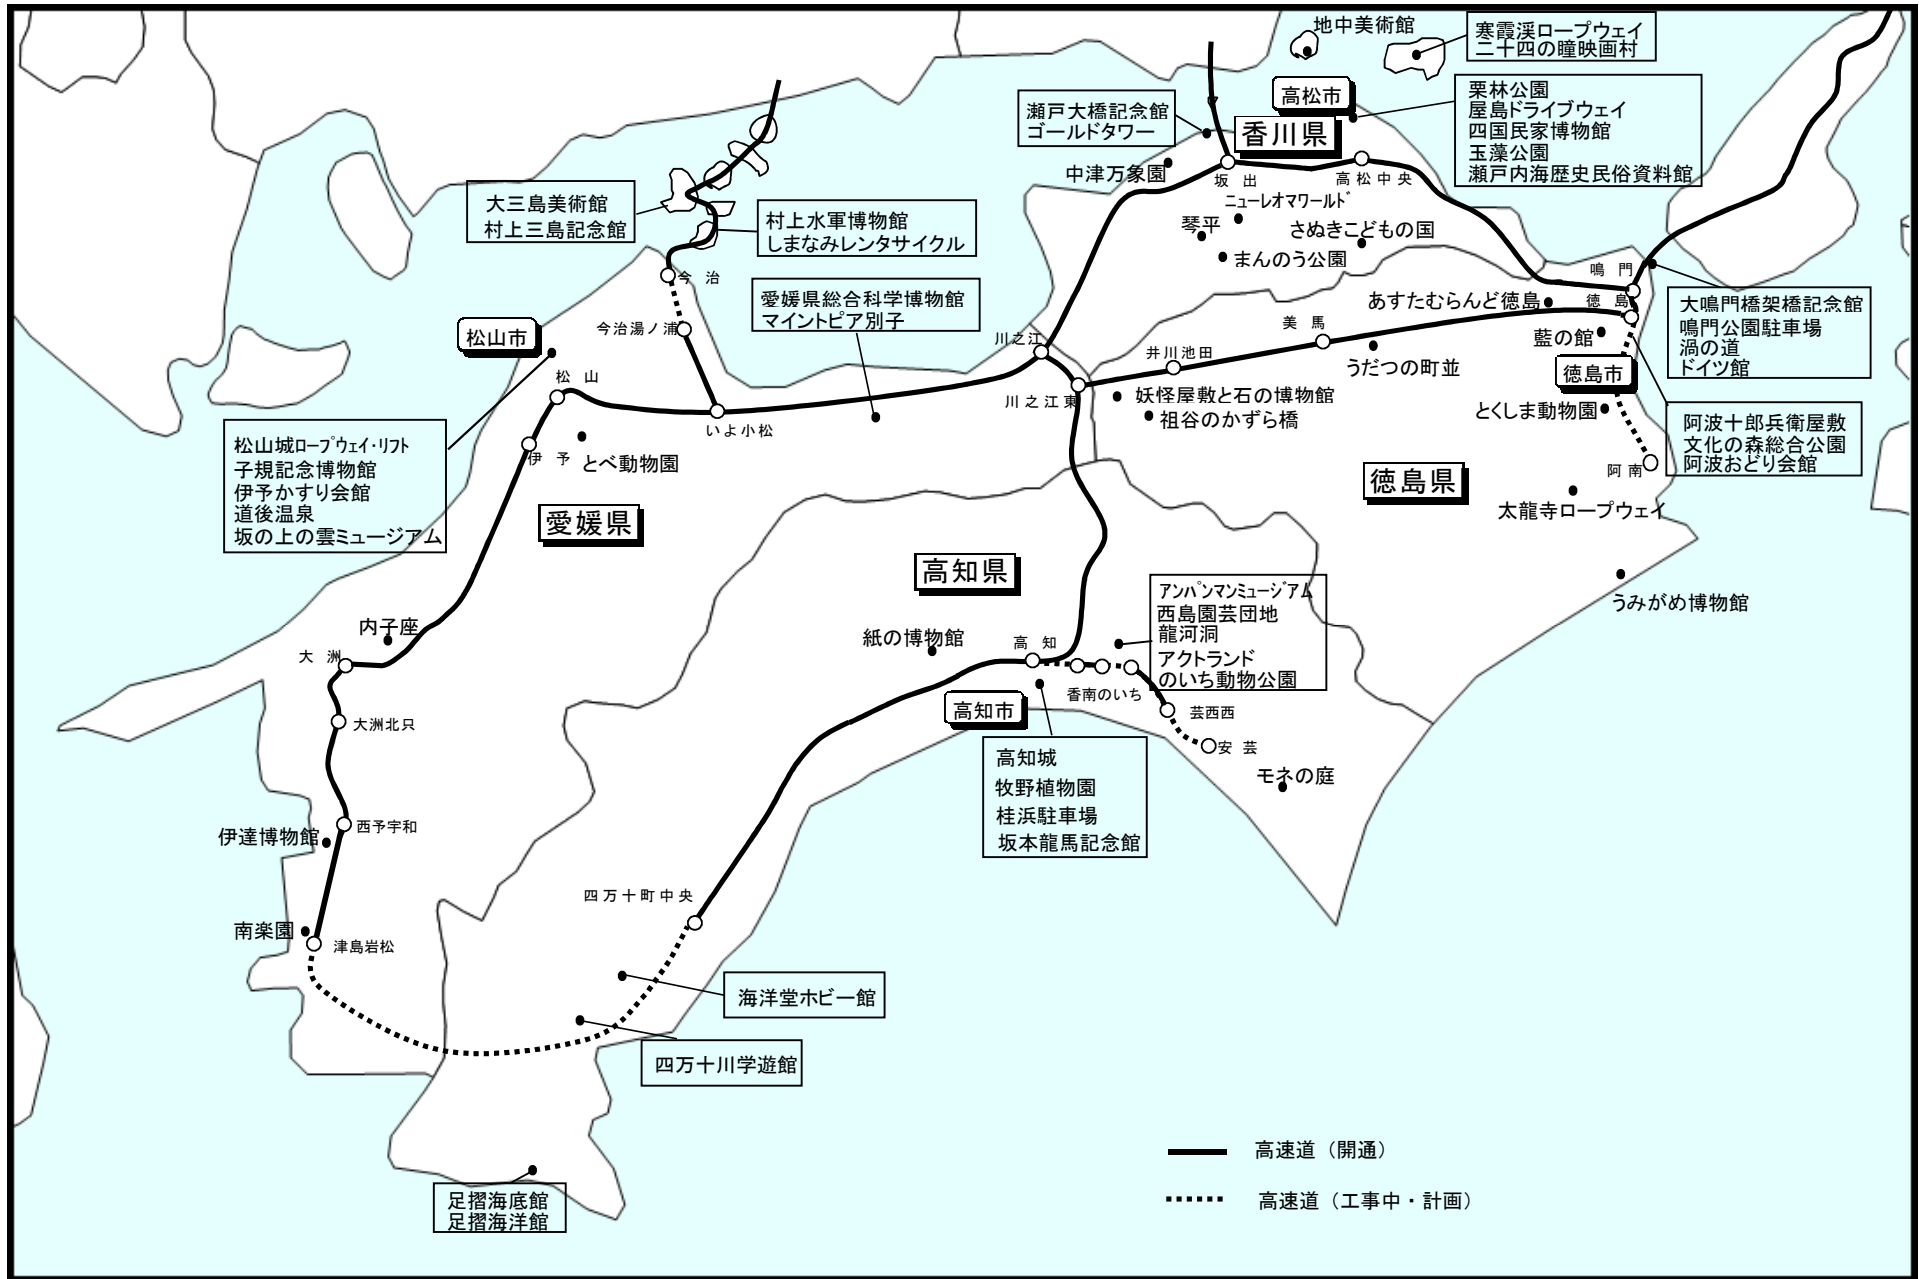 地中美術館
寒霞渓ロープウェイ
二十四の瞳映画村
高松市
瀬戸大橋記念館
ゴールドタワー
香川県
栗林公園
屋島ドライブウェイ
四国民家博物館
玉藻公園
瀬戸内海歴史民俗資料館
中津万象園
坂出
高松中央
大三島美術館
村上三島記念館
村上水軍博物館
しまなみレンタサイクル
ニューレオマワールド
琴平
さぬきこどもの国
まんのう公園
鳴門
今治
愛媛県総合科学博物館
マイントピア別子
あすたむらんど徳島
徳島
大鳴門橋架橋記念館
鳴門公園駐車場
渦の道
ドイツ館
松山市
今治湯ノ浦
川之江
美馬
藍の館
井川池田
うだつの町並
徳島市
松山
川之江東
妖怪屋敷と石の博物館
祖谷のかずら橋
とくしま動物園
いよ小松
阿波十郎兵衛屋敷
文化の森総合公園
阿波おどり会館
松山城ロープウェイ・リフト
子規記念博物館
伊予かすり会館
道後温泉
坂の上の雲ミュージアム
伊予
とべ動物園
阿南
徳島県
太龍寺ロープウェイ
愛媛県
高知県
アンパンマンミュージアム
西島園芸団地
龍河洞
アクトランド
のいち動物公園
うみがめ博物館
内子座
紙の博物館
高知
大洲
香南のいち
高知市
芸西西
大洲北只
安芸
高知城
牧野植物園
桂浜駐車場
坂本龍馬記念館
モネの庭
西予宇和
伊達博物館
四万十町中央
南楽園
津島岩松
海洋堂ホビー館
四万十川学遊館
高速道（開通）
高速道（工事中・計画）
足摺海底館
足摺海洋館